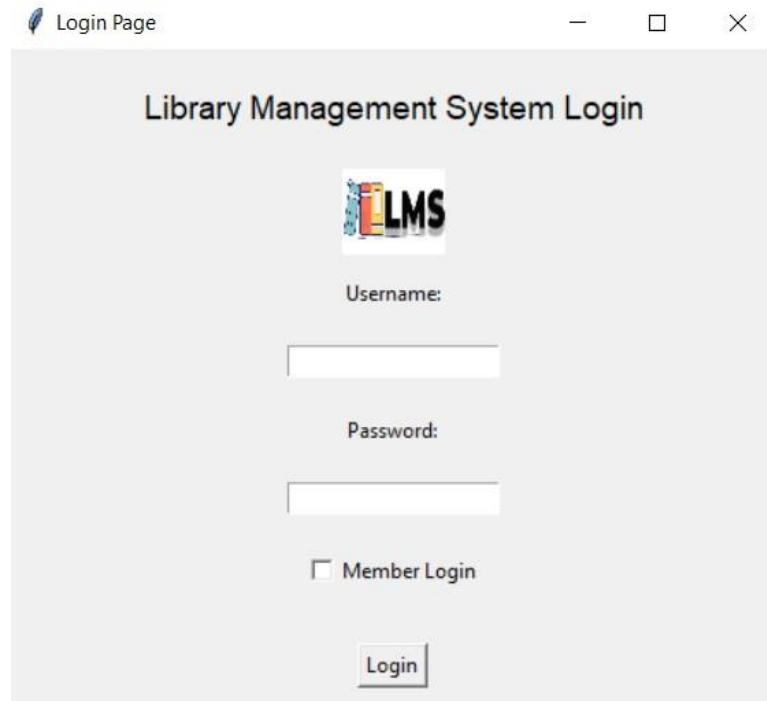 Login Page
Library Management System Login
LMS
Username:
Password:
Member Login
Login